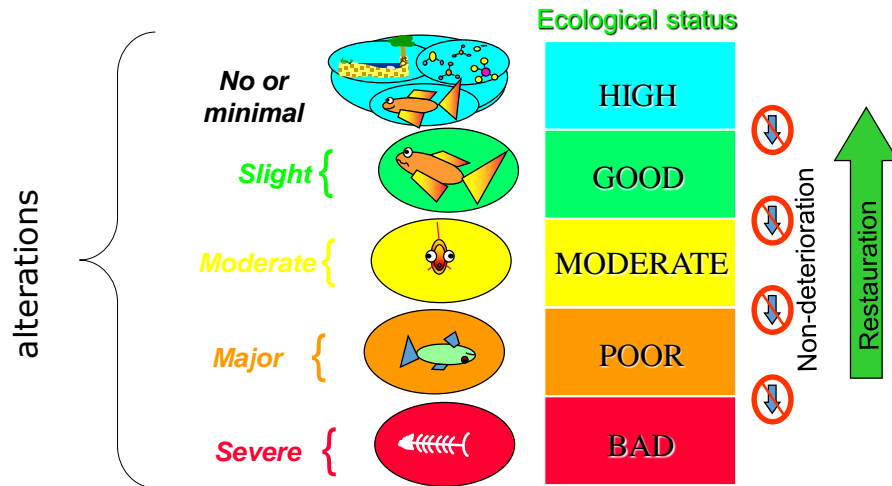 Ecological status
alterations
No or
minimal
HIGH
Slight
GOOD
Moderate
MODERATE
Major
POOR
Severe
BAD
Non-deterioration
Restauration